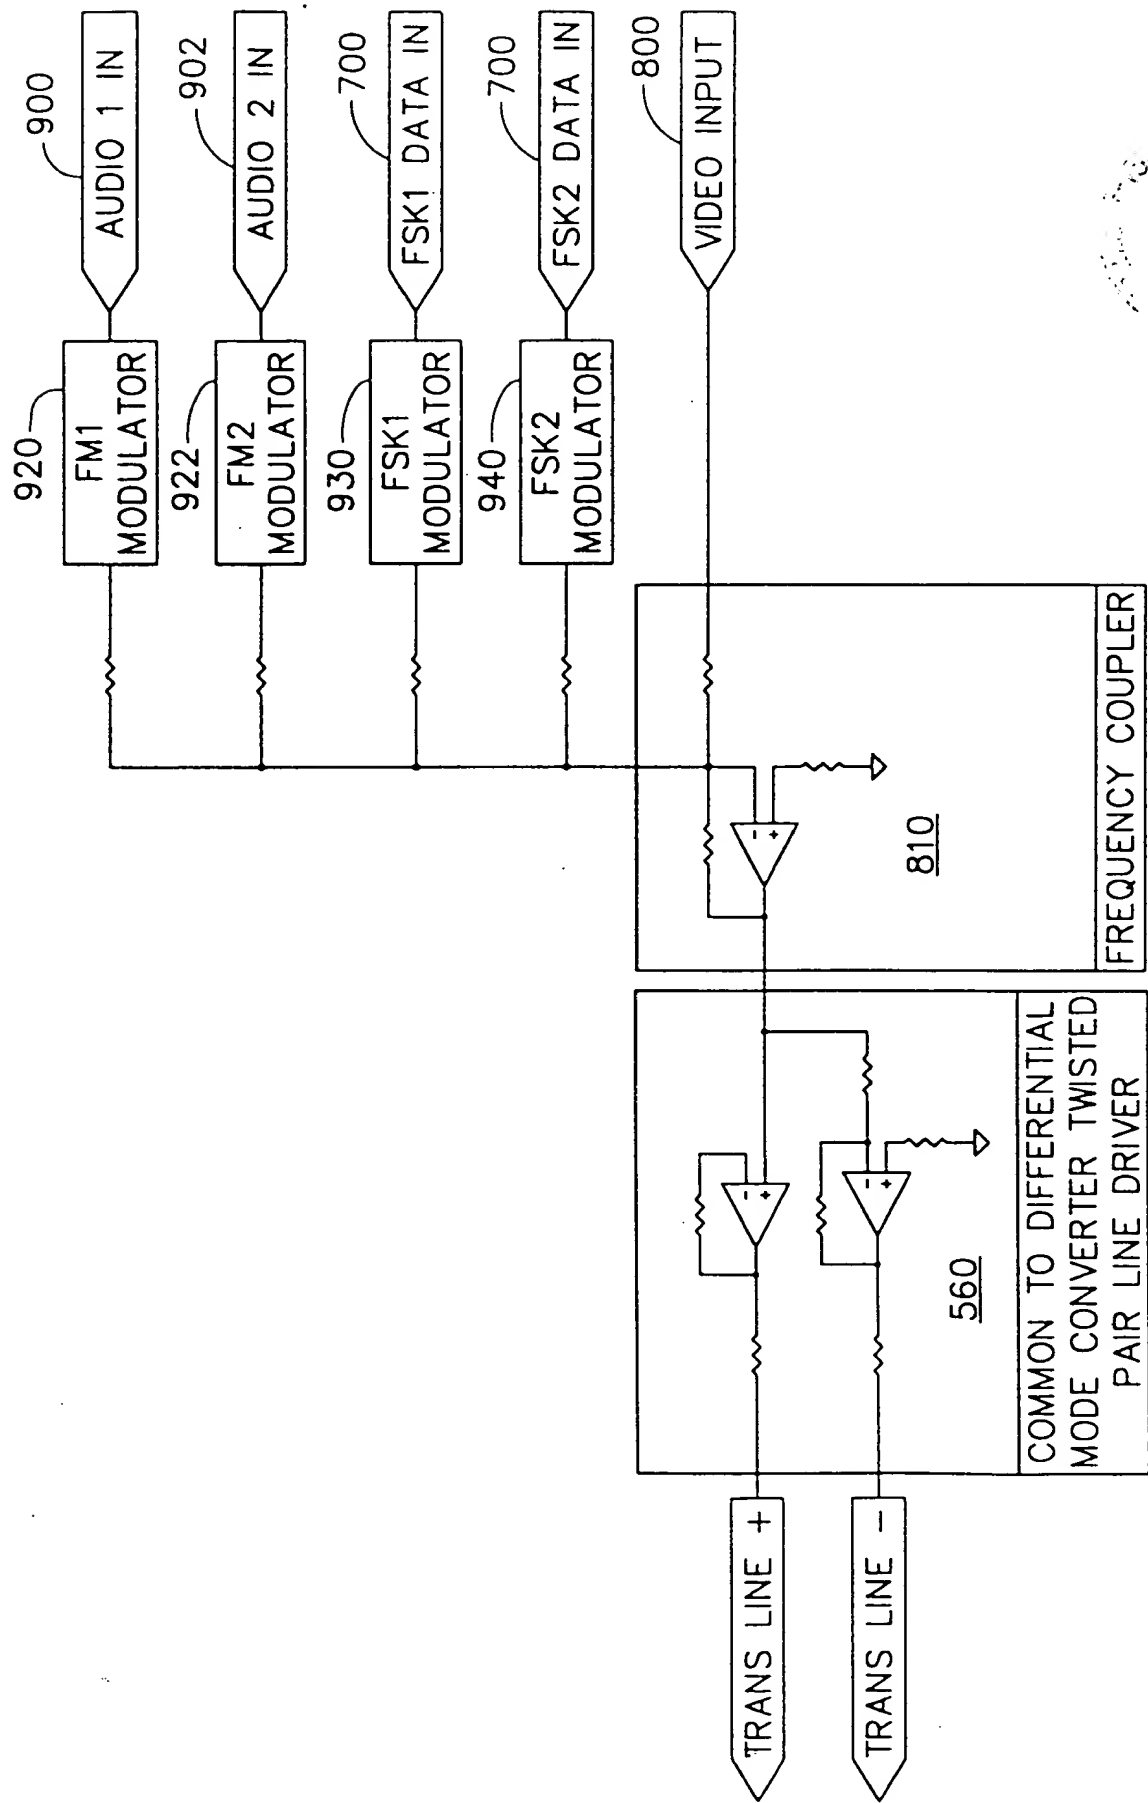 900
AUDIO 1 IN
920
FM1
MODULATOR
902
AUDIO 2 IN
922
FM2
MODULATOR
700
FSK1 DATA IN
930
FSK1
MODULATOR
700
FSK2 DATA IN
940
FSK2
MODULATOR
800
VIDEO INPUT
-
+
810
FREQUENCY COUPLER
-
+
-
+
560
COMMON TO DIFFERENTIAL
MODE CONVERTER TWISTED
PAIR LINE DRIVER
TRANS LINE +
TRANS LINE -